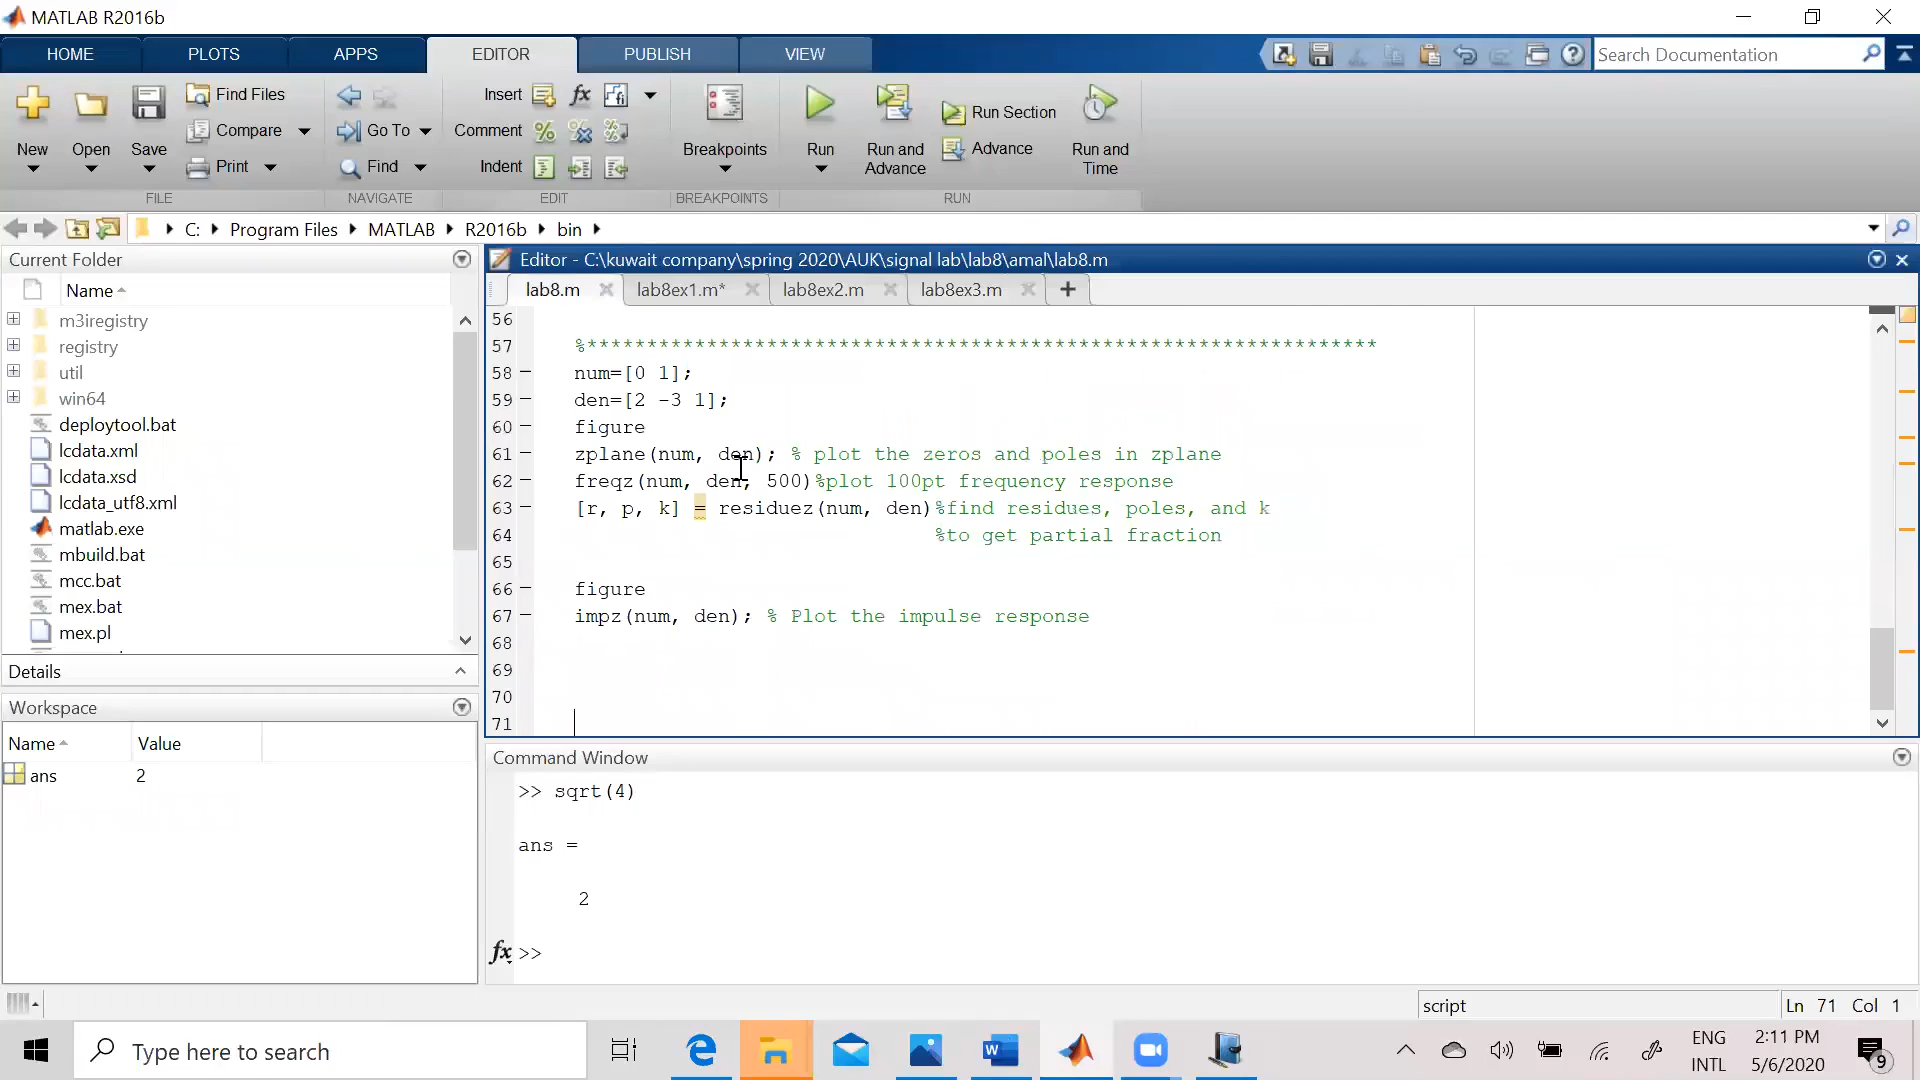 MATLAB R2016b
HOME PLOTS APPS EDITOR PUBLISH VIEW
Search Documentation
New Open Save Find Files Compare Print
FILE
Go To Find
NAVIGATE
Insert fx
Comment
Indent
EDIT
Breakpoints
BREAKPOINTS
Run Run and Advance Run Section Advance Run and Time
RUN
C: Program Files MATLAB R2016b bin
Current Folder
Name
m3iregistry
registry
util
win64
deploytool.bat
lcdata.xml
lcdata.xsd
lcdata_utf8.xml
matlab.exe
mbuild.bat
mcc.bat
mex.bat
mex.pl
Details
Workspace
Name Value
ans 2
Editor - C:\kuwait company\spring 2020\AUK\signal lab\lab8\amal\lab8.m
lab8.m lab8ex1.m* lab8ex2.m lab8ex3.m
56
57 %******************************************************************
58 num=[0 1];
59 den=[2 -3 1];
60 figure
61 zplane(num, den); % plot the zeros and poles in zplane
62 freqz(num, den, 500)%plot 100pt frequency response
63 [r, p, k] = residuez(num, den)%find residues, poles, and k
64 %to get partial fraction
65
66 figure
67 impz(num, den); % Plot the impulse response
68
69
70
71
Command Window
>> sqrt(4)
ans =
2
fx >>
script Ln 71 Col 1
Type here to search
ENG
INTL
2:11 PM
5/6/2020
9